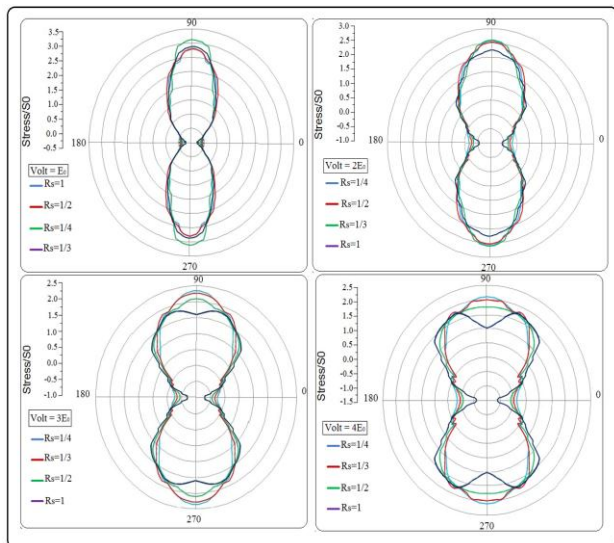 90
3.5
3.0
2.5
2.0
1.5
1.0
0.5
0.0
-0.5
Stress/S0
180
0
Volt = E₀
Rs=1
Rs=1/2
Rs=1/4
Rs=1/3
270
90
3.0
2.5
2.0
1.5
1.0
0.5
0.0
-0.5
-1.0
Stress/S0
180
0
Volt = 2E₀
Rs=1/4
Rs=1/2
Rs=1/3
Rs=1
270
90
2.5
2.0
1.5
1.0
0.5
0.0
-0.5
-1.0
Stress/S0
180
0
Volt = 3E₀
Rs=1/4
Rs=1/3
Rs=1/2
Rs=1
270
90
2.5
2.0
1.5
1.0
0.5
0.0
-0.5
-1.0
-1.5
Stress/S0
180
0
Volt = 4E₀
Rs=1/4
Rs=1/3
Rs=1/2
Rs=1
270